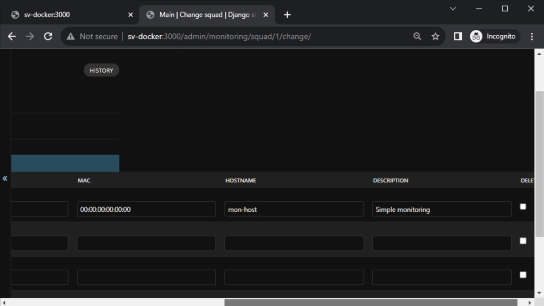 sv-docker:3000
Main | Change squad | Django s
Not secure | sv-docker:3000/admin/monitoring/squad/1/change/
Incognito
HISTORY
MAC HOSTNAME DESCRIPTION DELE
00:00:00:00:00:00 mon-host Simple monitoring